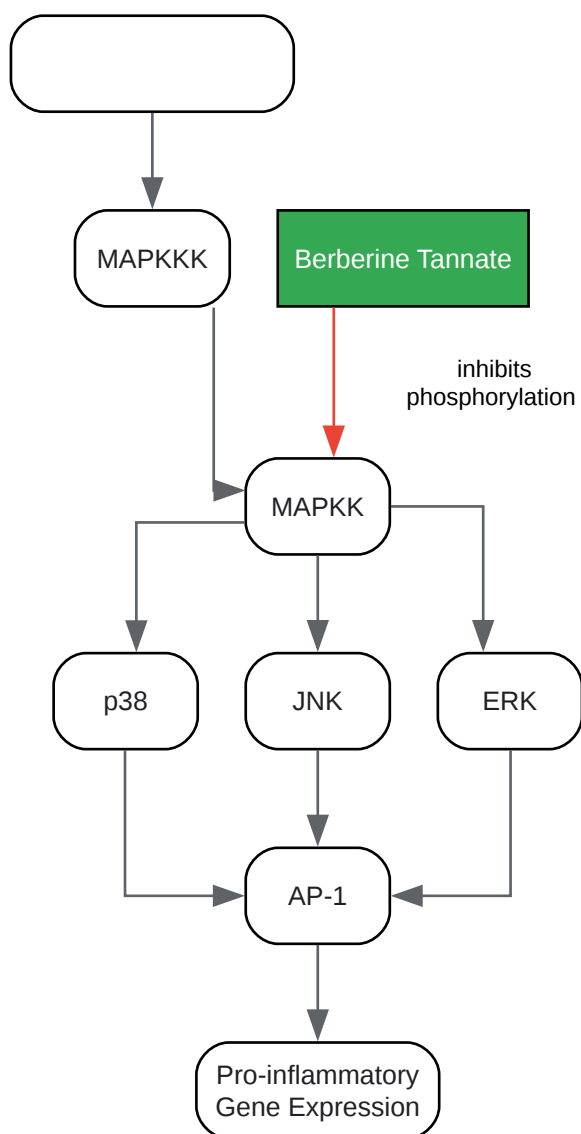 MAPKKK
Berberine Tannate
inhibits
phosphorylation
MAPKK
p38
JNK
ERK
AP-1
Pro-inflammatory
Gene Expression